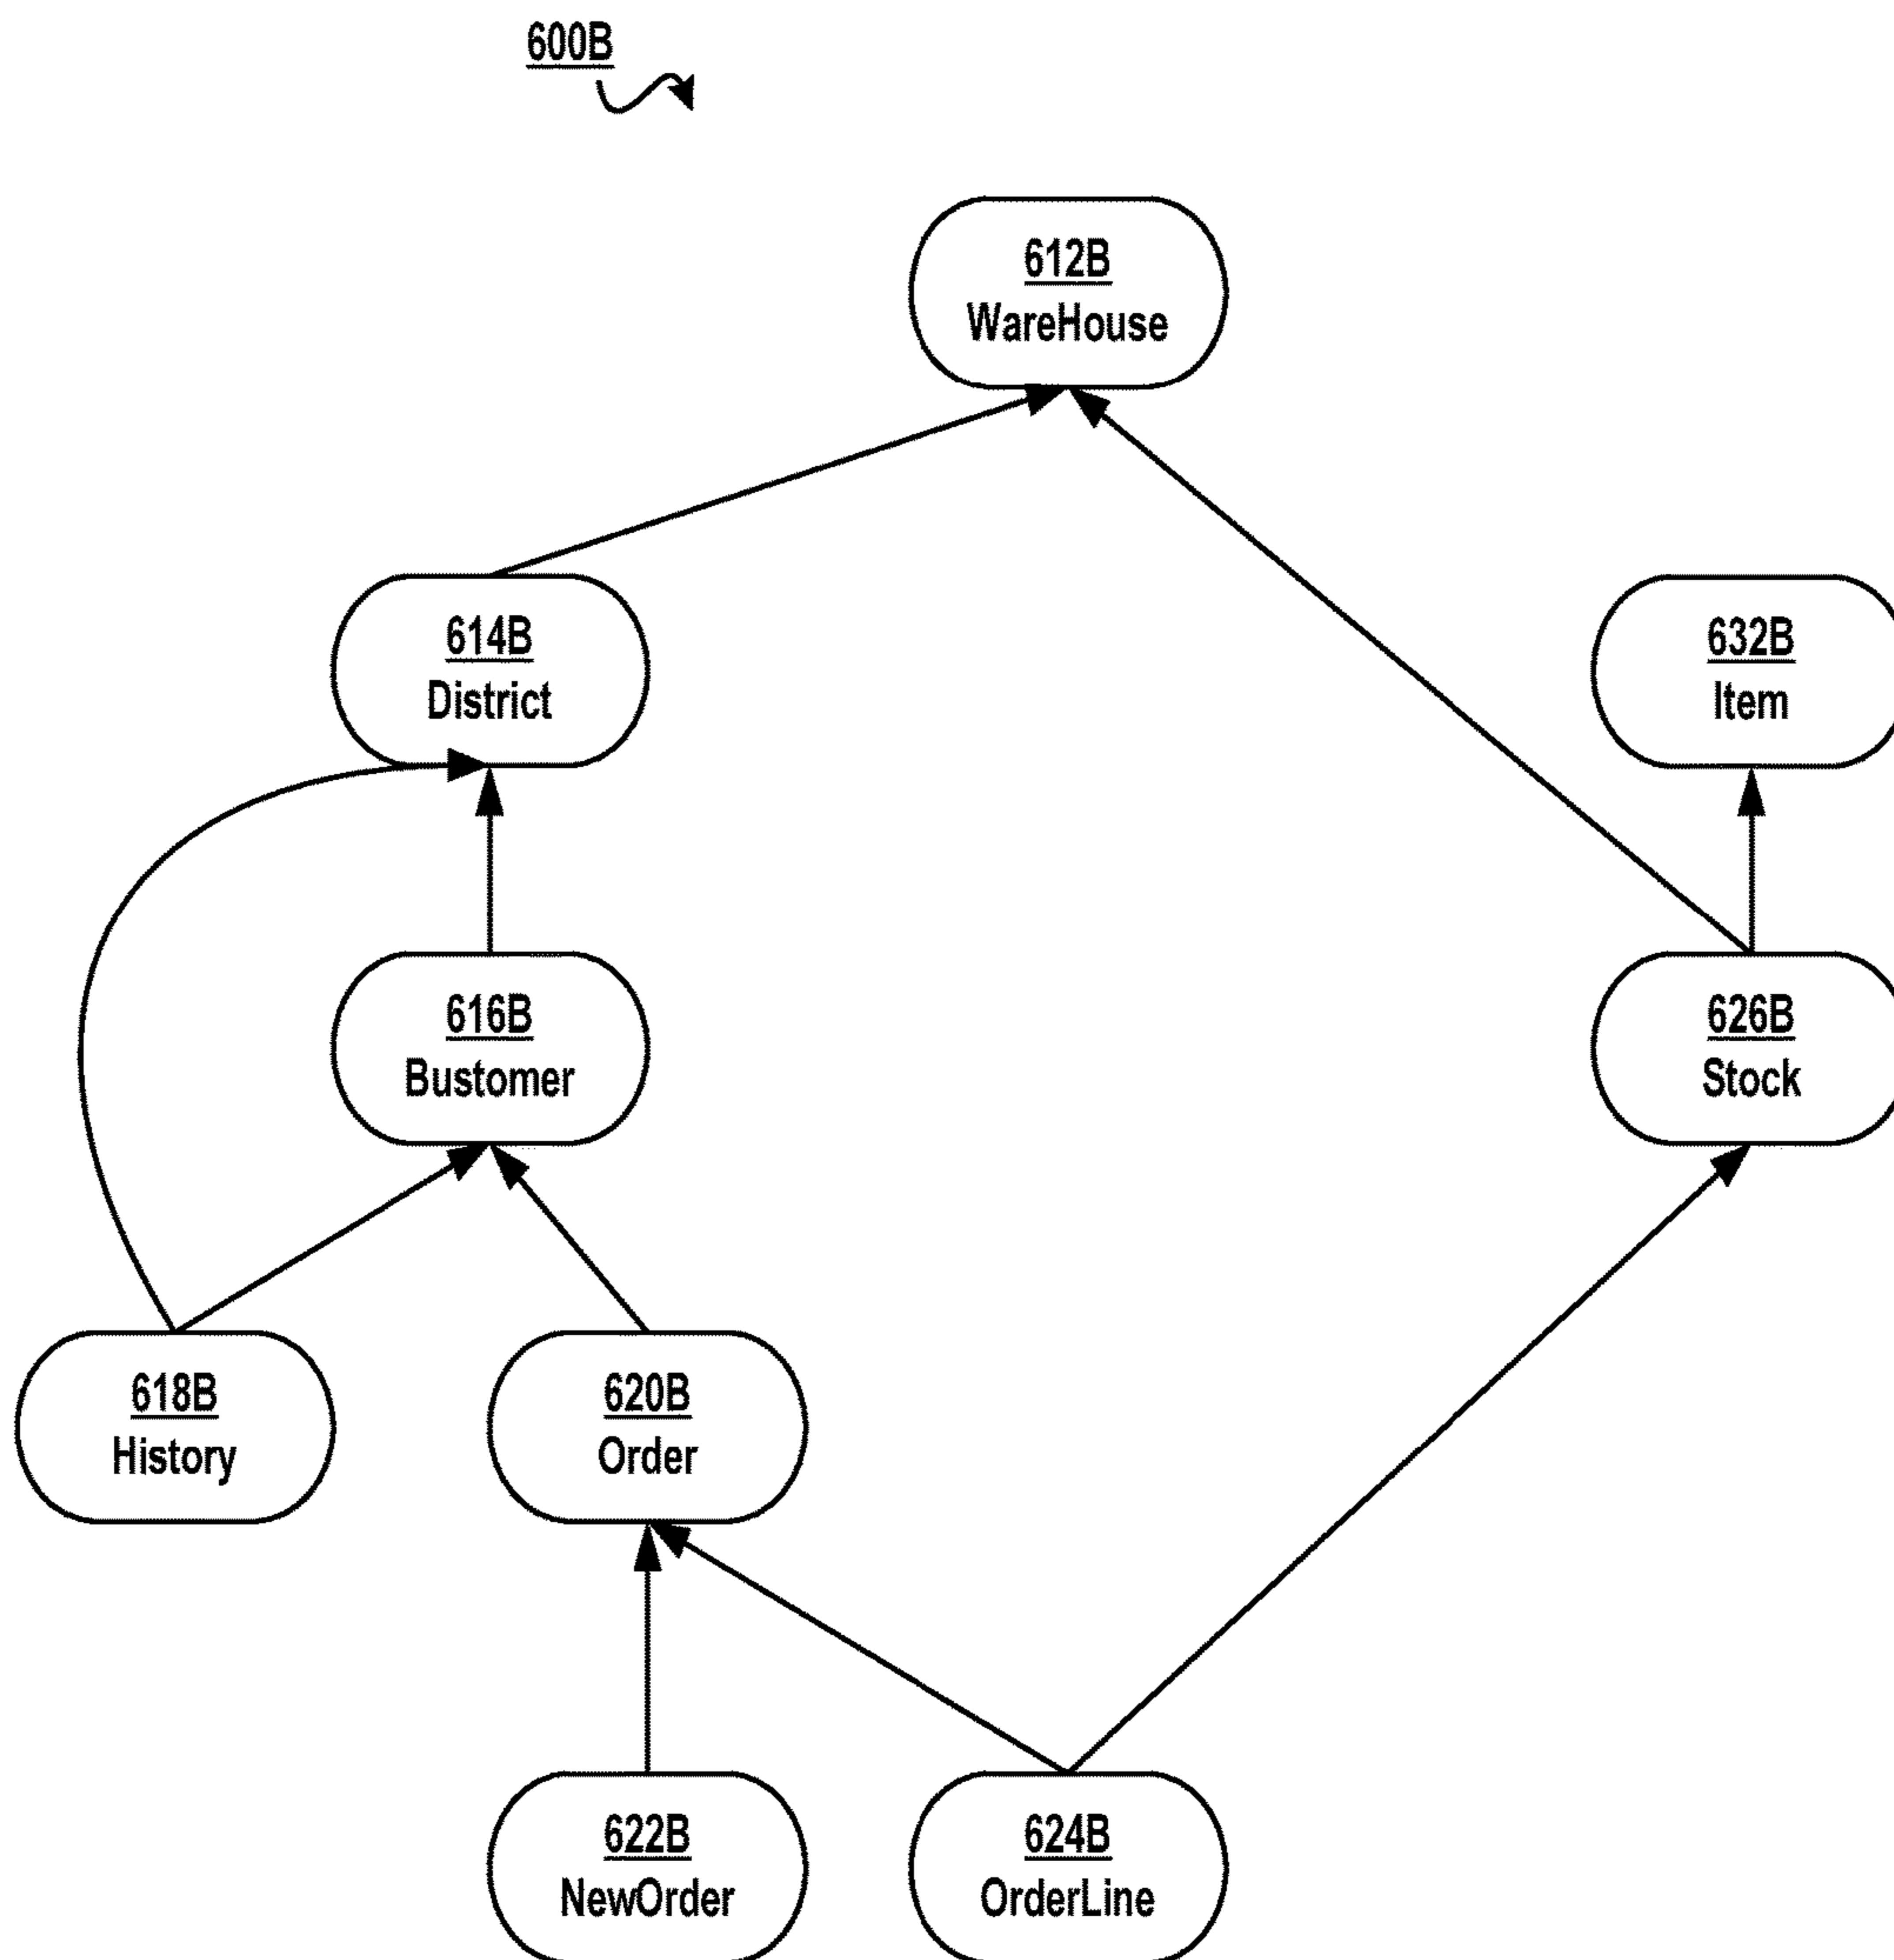 600B
612B
WareHouse
614B
District
632B
Item
616B
Bustomer
626B
Stock
618B
History
620B
Order
622B
NewOrder
624B
OrderLine